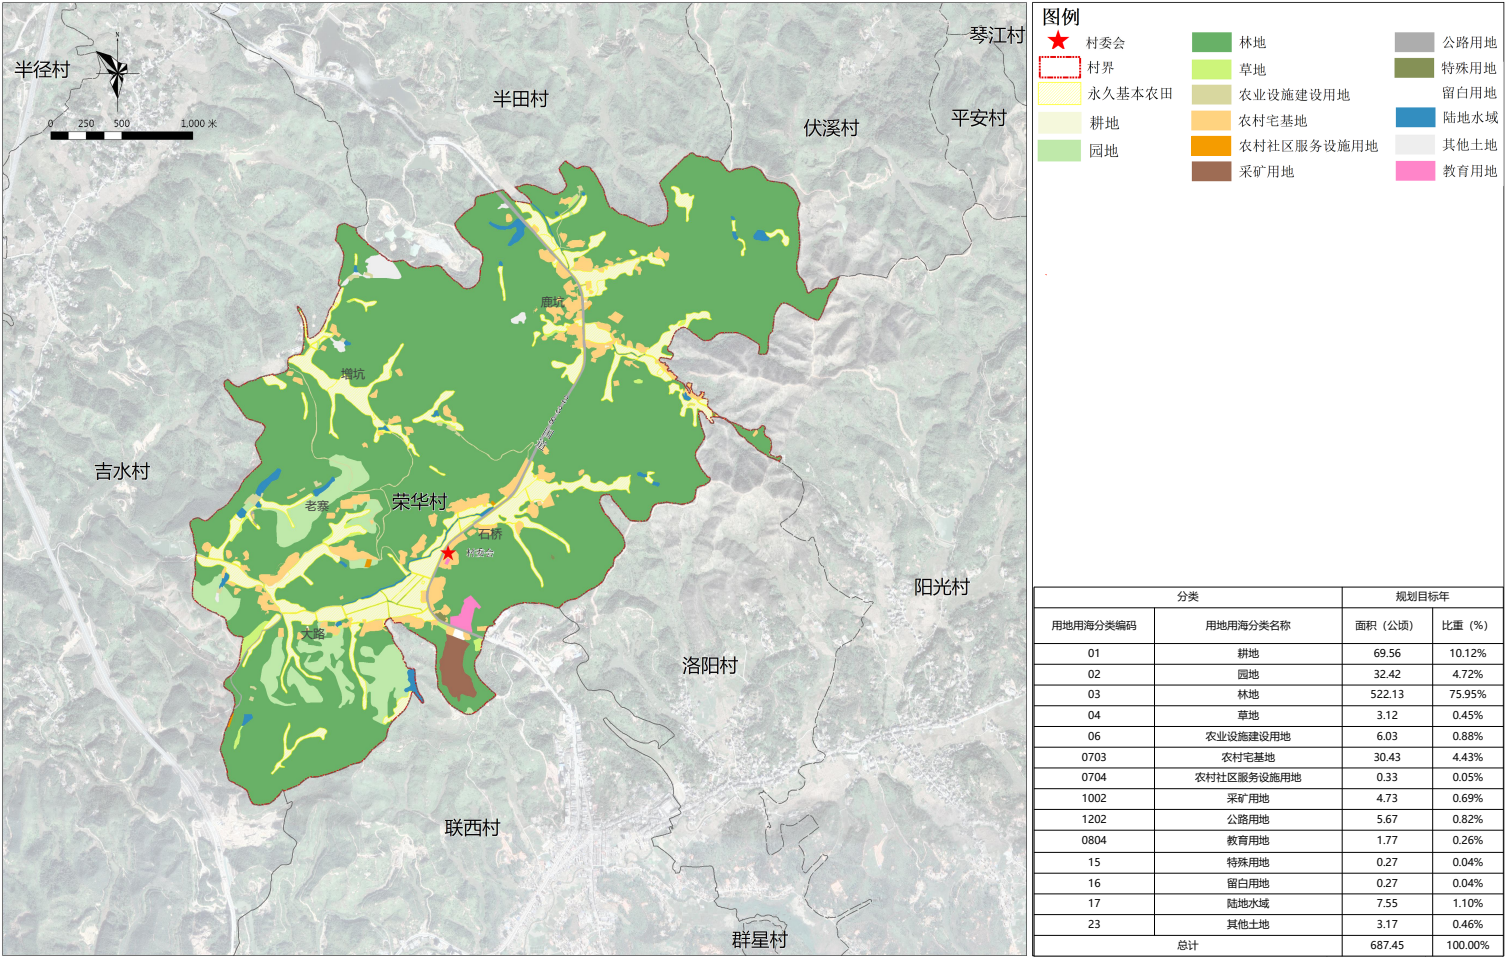 图例
村委会
村界
永久基本农田
耕地
园地
林地
草地
农业设施建设用地
农村宅基地
农村社区服务设施用地
采矿用地
公路用地
特殊用地
留白用地
陆地水域
其他土地
教育用地
N
0 250 500 1,000 米
半径村
半田村
琴江村
伏溪村
平安村
鹿坑
增坑
吉水村
老寨
荣华村
石桥
村委会
大路
阳光村
洛阳村
联西村
群星村
分类 规划目标年
用地用海分类编码 用地用海分类名称 面积（公顷） 比重（%）
01 耕地 69.56 10.12%
02 园地 32.42 4.72%
03 林地 522.13 75.95%
04 草地 3.12 0.45%
06 农业设施建设用地 6.03 0.88%
0703 农村宅基地 30.43 4.43%
0704 农村社区服务设施用地 0.33 0.05%
1002 采矿用地 4.73 0.69%
1202 公路用地 5.67 0.82%
0804 教育用地 1.77 0.26%
15 特殊用地 0.27 0.04%
16 留白用地 0.27 0.04%
17 陆地水域 7.55 1.10%
23 其他土地 3.17 0.46%
总计 687.45 100.00%